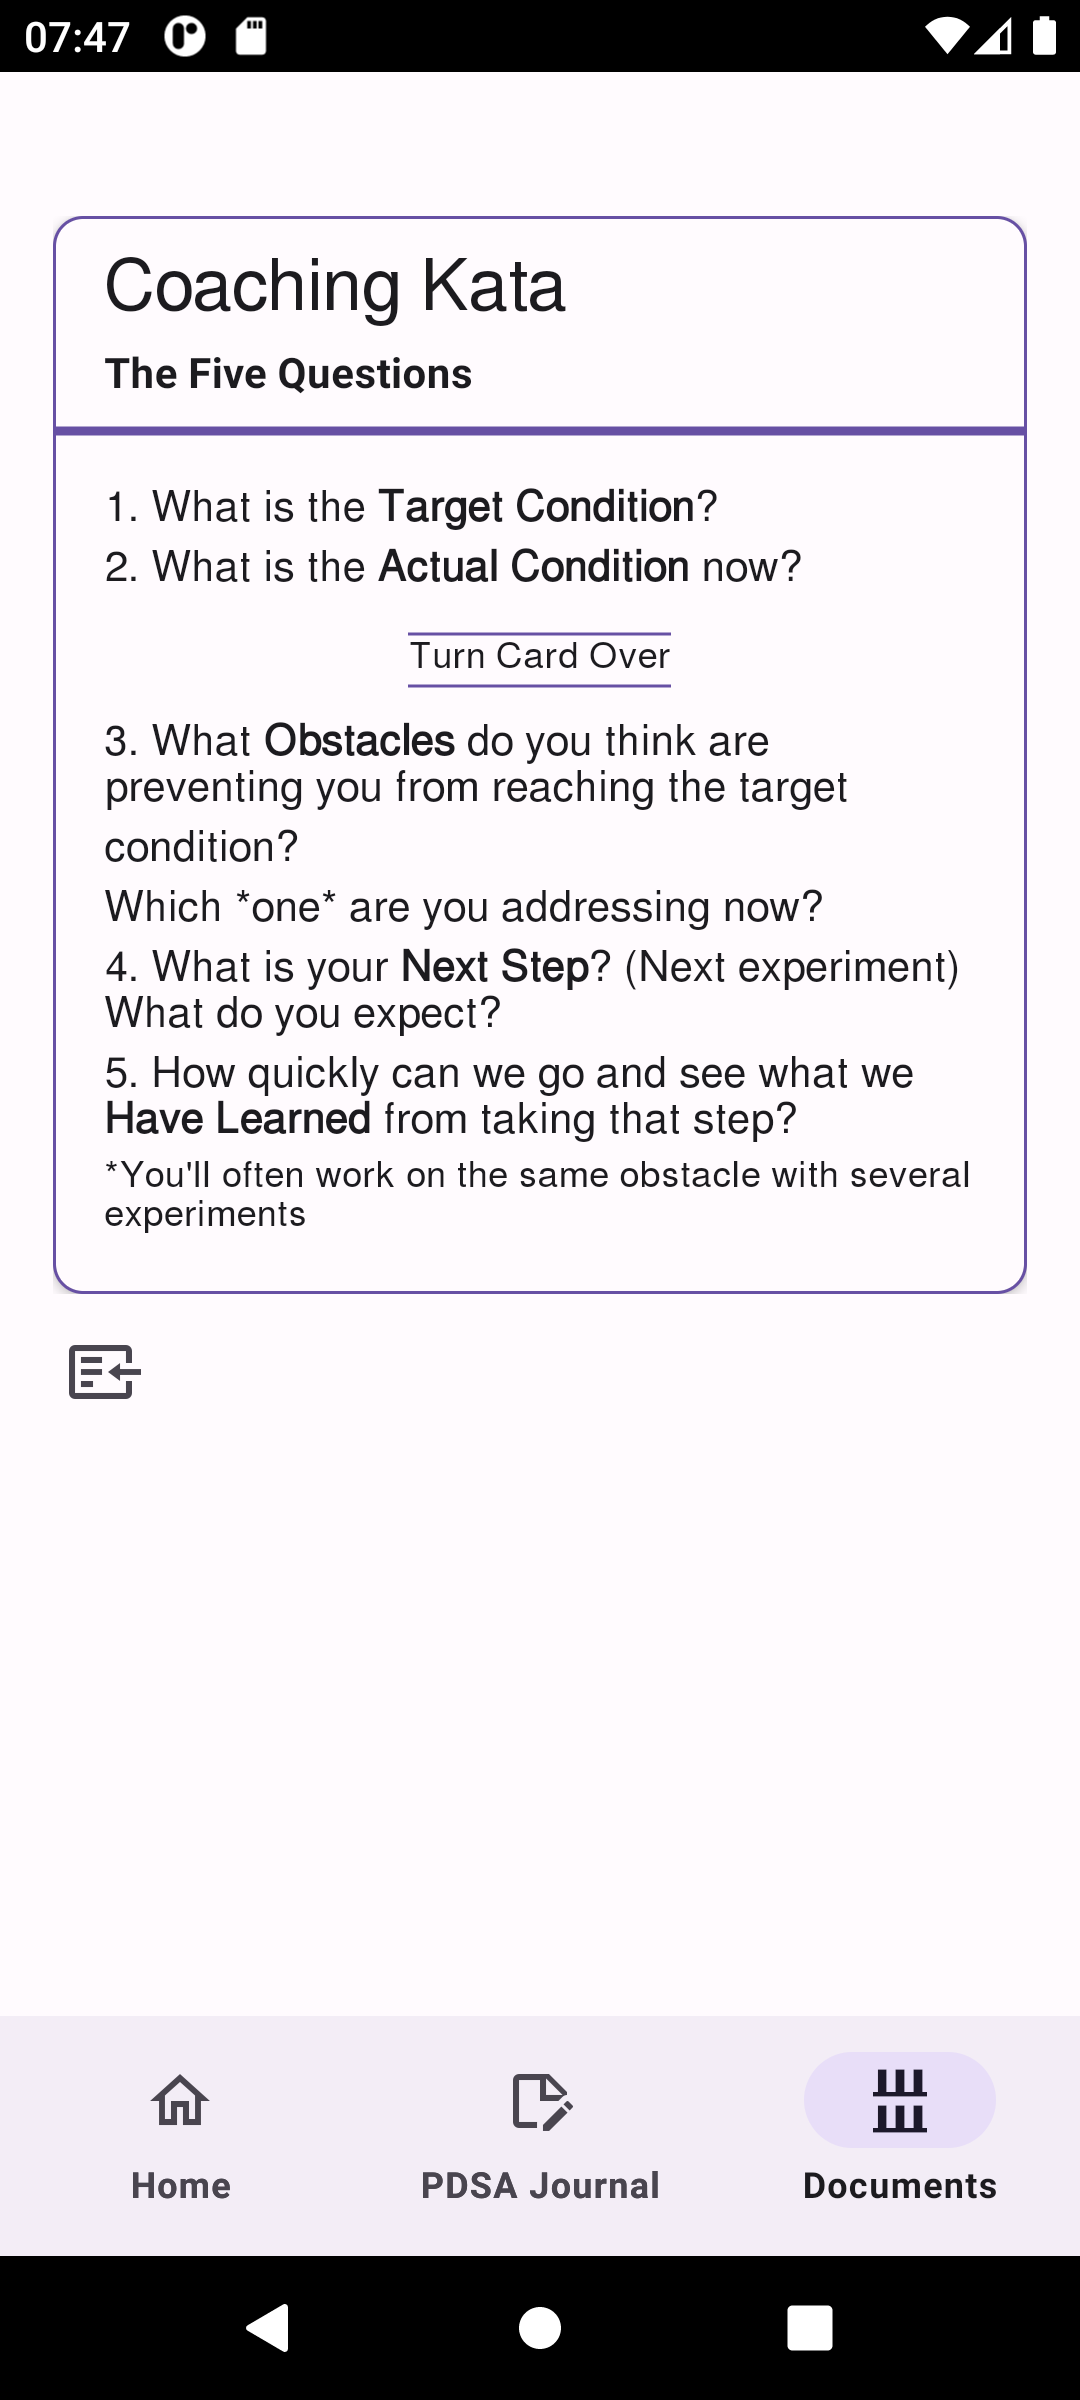 07:47
Coaching Kata
The Five Questions
1. What is the Target Condition?
2. What is the Actual Condition now?
Turn Card Over
3. What Obstacles do you think are
preventing you from reaching the target
condition?
Which *one* are you addressing now?
4. What is your Next Step? (Next experiment)
What do you expect?
5. How quickly can we go and see what we
Have Learned from taking that step?
*You'll often work on the same obstacle with several
experiments
Home
PDSA Journal
Documents